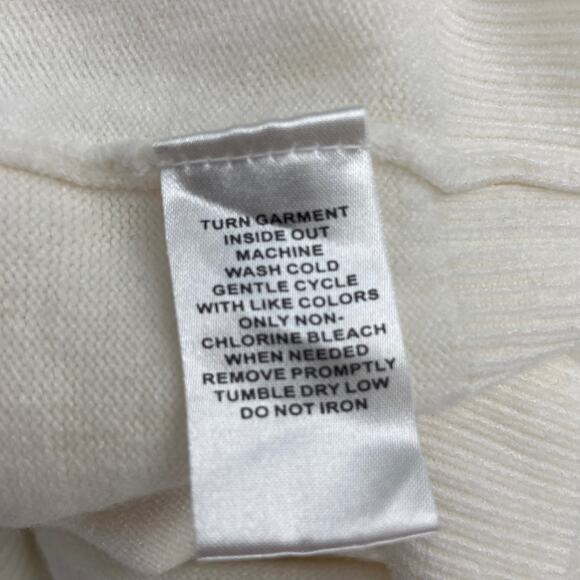 TURN GARMENT
INSIDE OUT
MACHINE
WASH COLD
GENTLE CYCLE
WITH LIKE COLORS
ONLY NON-
CHLORINE BLEACH
WHEN NEEDED
REMOVE PROMPTLY
TUMBLE DRY LOW
DO NOT IRON